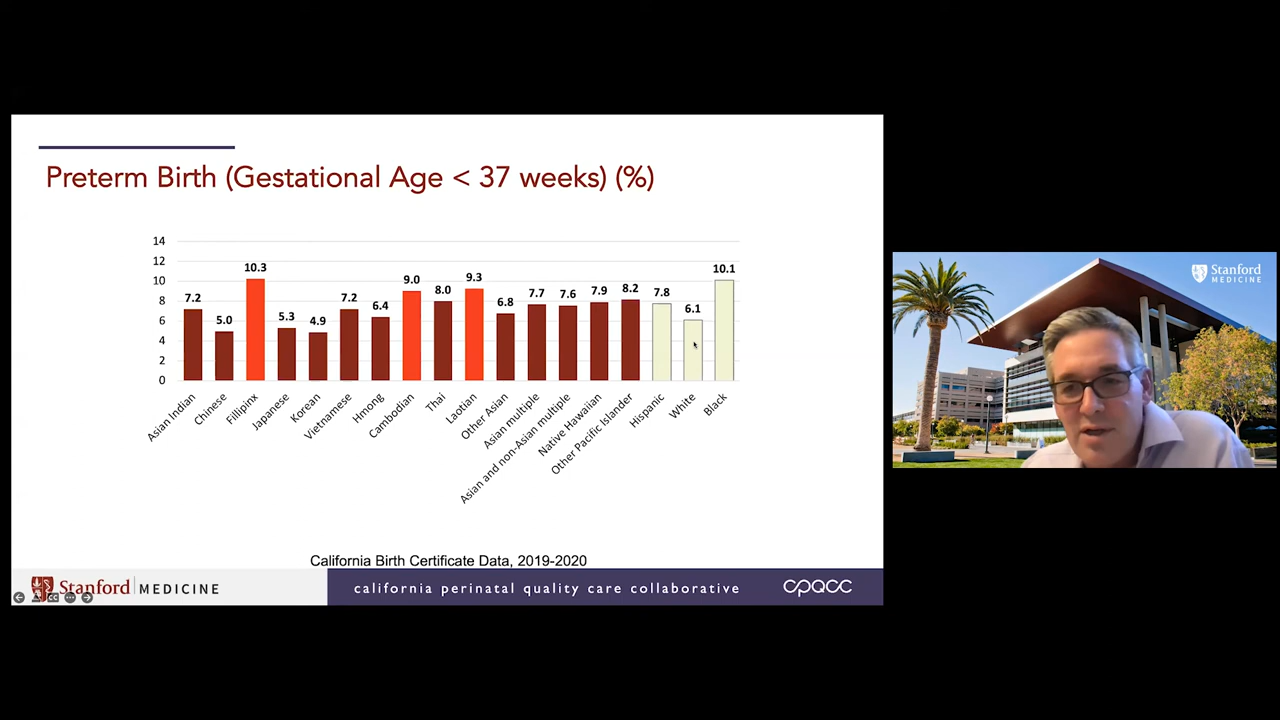 Preterm Birth (Gestational Age < 37 weeks) (%)
14
12
10
8
6
4
2
0
7.2
5.0
10.3
5.3
4.9
7.2
6.4
9.0
8.0
9.3
6.8
7.7
7.6
7.9
8.2
7.8
6.1
10.1
Asian Indian
Chinese
Fillipinx
Japanese
Korean
Vietnamese
Hmong
Cambodian
Thai
Laotian
Other Asian
Asian multiple
Asian and non-Asian multiple
Native Hawaiian
Other Pacific Islander
Hispanic
White
Black
California Birth Certificate Data, 2019-2020
Stanford MEDICINE
california perinatal quality care collaborative
cpqcc
Stanford
MEDICINE